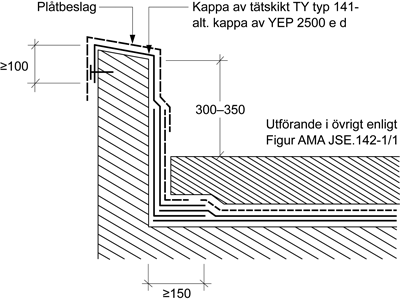 Plåtbeslag
Kappa av tätskikt TY typ 141-
alt. kappa av YEP 2500 e d
≥100
300–350
Utförande i övrigt enligt
Figur AMA JSE.142-1/1
≥150